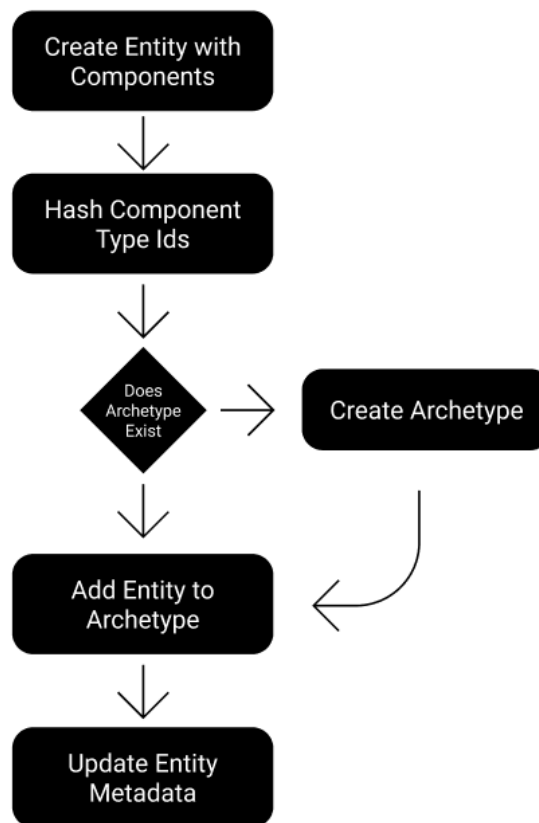 Create Entity with
Components
Hash Component
Type Ids
Does
Archetype
Exist
Create Archetype
Add Entity to
Archetype
Update Entity
Metadata